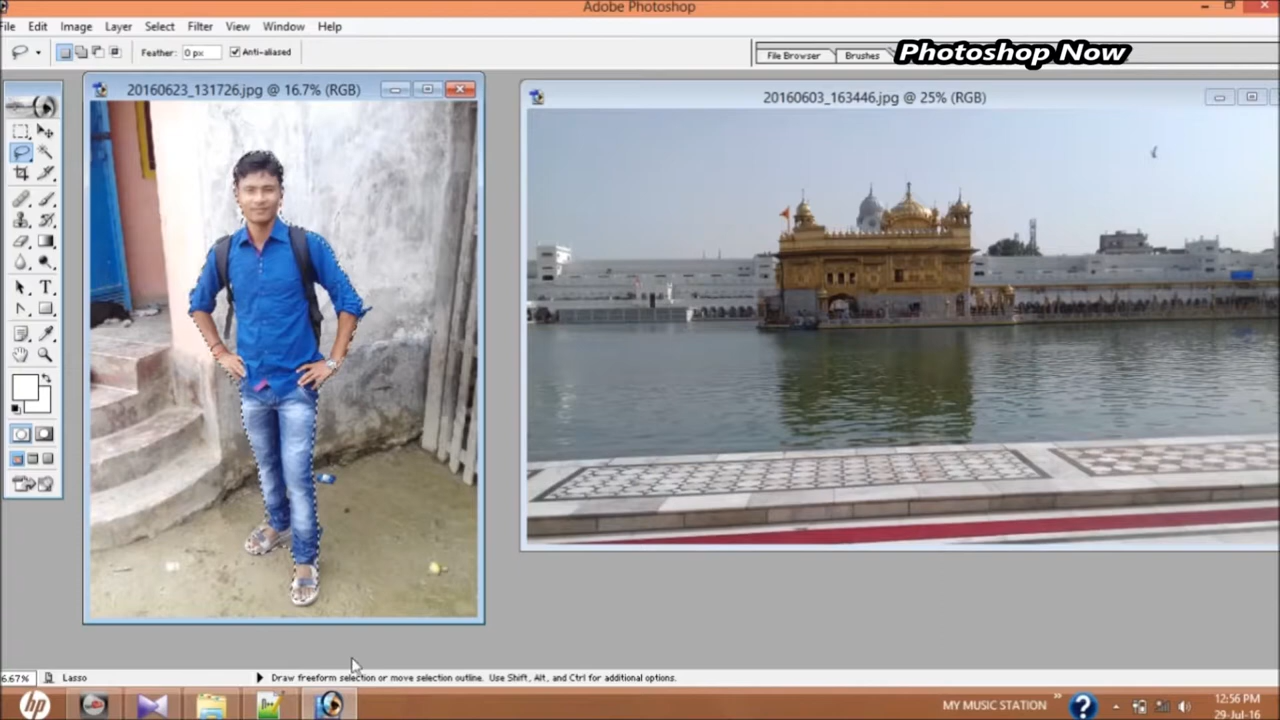 Adobe Photoshop
File Edit Image Layer Select Filter View Window Help
Feather: 0 px Anti-aliased
File Browser Brushes
Photoshop Now
20160623_131726.jpg @ 16.7% (RGB)
20160603_163446.jpg @ 25% (RGB)
T
6.67% Lasso
Draw freeform selection or move selection outline. Use Shift, Alt, and Ctrl for additional options.
hp
MY MUSIC STATION
12:56 PM
29-Jul-16